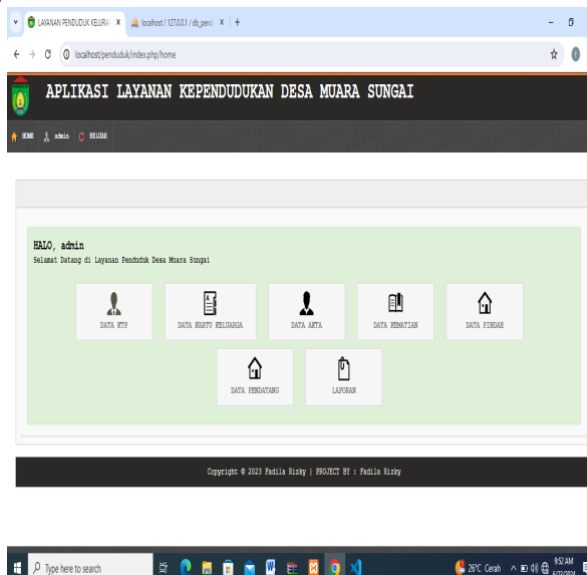 LAYANAN PENDUDUK KELURA
localhost / 127.0.0.1 / db_pend
localhost/penduduk/index.php/home
APLIKASI LAYANAN KEPENDUDUKAN DESA MUARA SUNGAI
HOME admin KELUAR
HALO, admin
Selamat Datang di Layanan Penduduk Desa Muara Sungai
DATA KTP DATA KARTU KELUARGA DATA AKTA DATA KEMATIAN DATA PINDAH
DATA PENDATANG LAPORAN
Copyright © 2023 Fadila Rizky | PROJECT BY : Fadila Rizky
Type here to search
26°C Cerah
9:52 AM